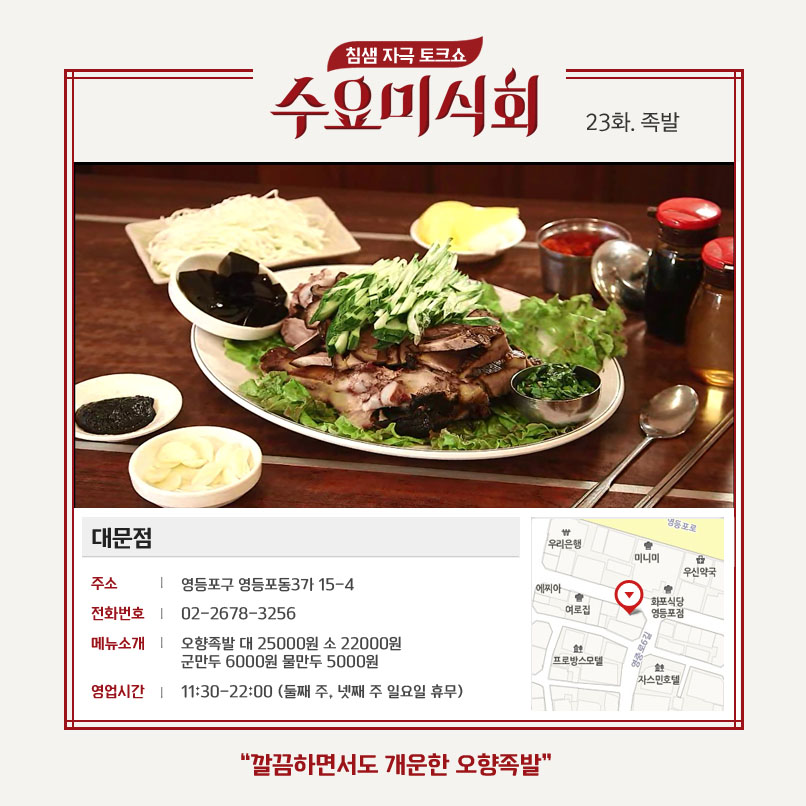 침샘 자극 토크쇼
수요미식회
23화. 족발
대문점
주소 | 영등포구 영등포동3가 15-4
전화번호 | 02-2678-3256
메뉴소개 | 오향족발 대 25000원 소 22000원
군만두 6000원 물만두 5000원
영업시간 | 11:30-22:00 (둘째 주, 넷째 주 일요일 휴무)
영등포로
우리은행
미니미
우신약국
에찌아
여로집
화포식당
영등포점
영중로6길
프로방스모텔
자스민호텔
“깔끔하면서도 개운한 오향족발”